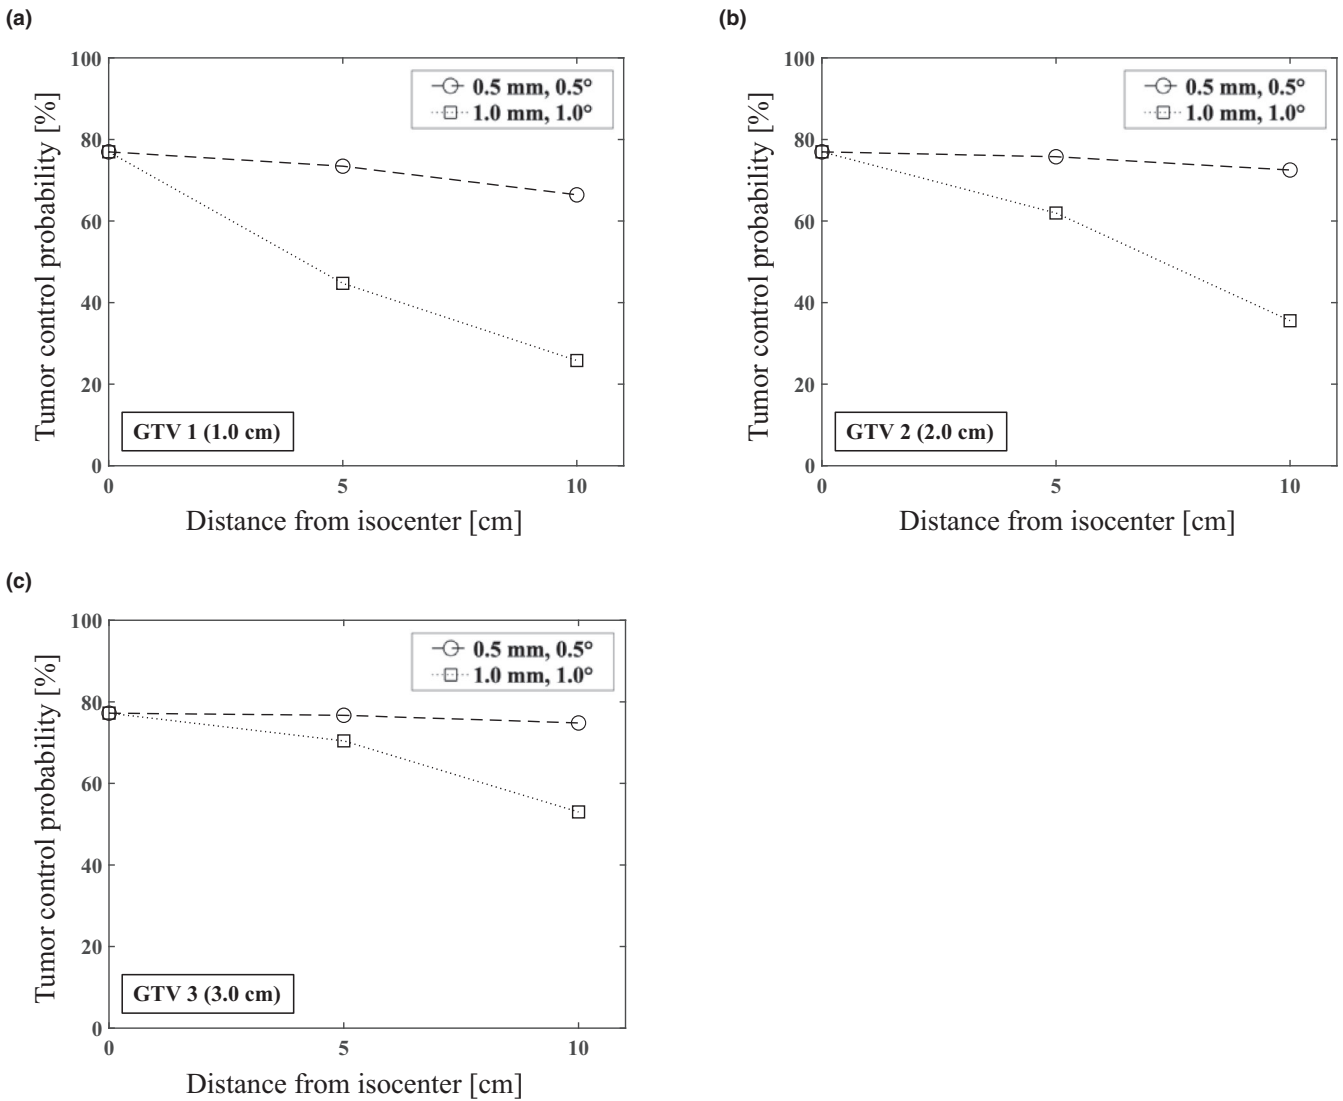 (a)
100
80
60
40
20
0
0
5
10
Tumor control probability [%]
Distance from isocenter [cm]
0.5 mm, 0.5°
1.0 mm, 1.0°
GTV 1 (1.0 cm)
(b)
100
80
60
40
20
0
0
5
10
Tumor control probability [%]
Distance from isocenter [cm]
0.5 mm, 0.5°
1.0 mm, 1.0°
GTV 2 (2.0 cm)
(c)
100
80
60
40
20
0
0
5
10
Tumor control probability [%]
Distance from isocenter [cm]
0.5 mm, 0.5°
1.0 mm, 1.0°
GTV 3 (3.0 cm)